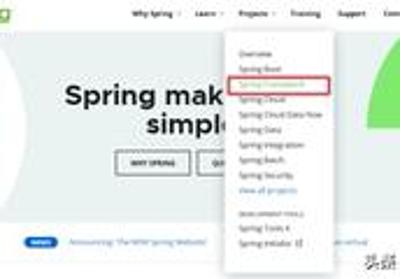 Why Spring Learn Projects Training Support
Overview
Spring Boot
Spring Framework
Spring Cloud
Spring Cloud Data Flow
Spring Data
Spring Integration
Spring Batch
Spring Security
View all projects
DEVELOPMENT TOOLS
Spring Tools 4
Spring Initializr
Spring mak
simpl
WHY SPRING
NEWS Announcing: The NEW Spring Website
头条